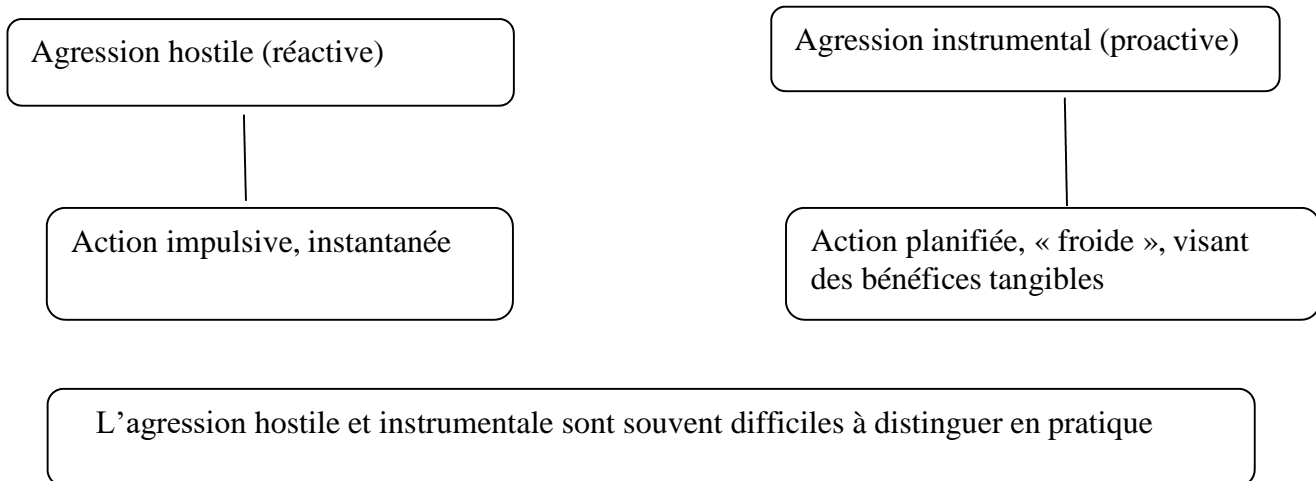 Agression hostile (réactive)
Agression instrumental (proactive)
Action impulsive, instantanée
Action planifiée, « froide », visant
des bénéfices tangibles
L’agression hostile et instrumentale sont souvent difficiles à distinguer en pratique